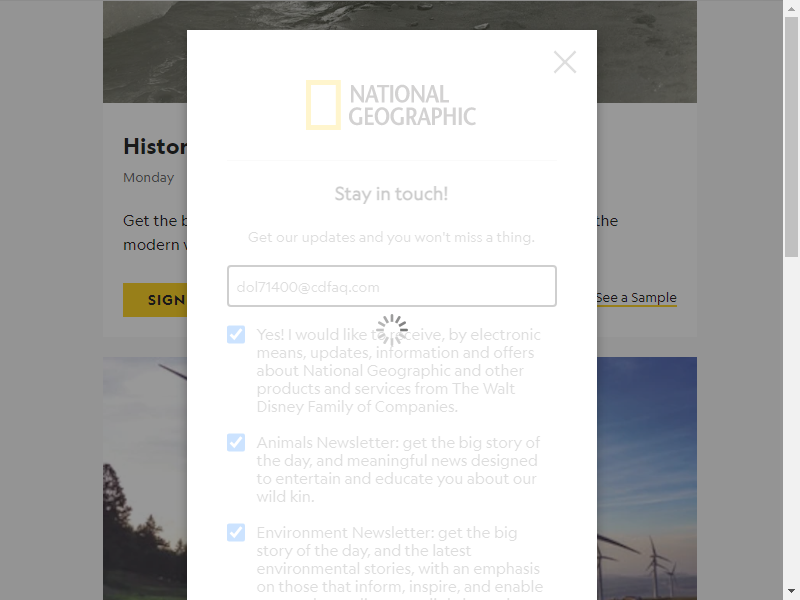 NATIONAL
GEOGRAPHIC
Stay in touch!
Get our updates and you won't miss a thing.
dol71400@cdfaq.com
Yes! I would like to receive, by electronic
means, updates, information and offers
about National Geographic and other
products and services from The Walt
Disney Family of Companies.
Animals Newsletter: get the big story of
the day, and meaningful news designed
to entertain and educate you about our
wild kin.
Environment Newsletter: get the big
story of the day, and the latest
environmental stories, with an emphasis
on those that inform, inspire, and enable
Monday
Get the
the
modern
SIGN
See a Sample